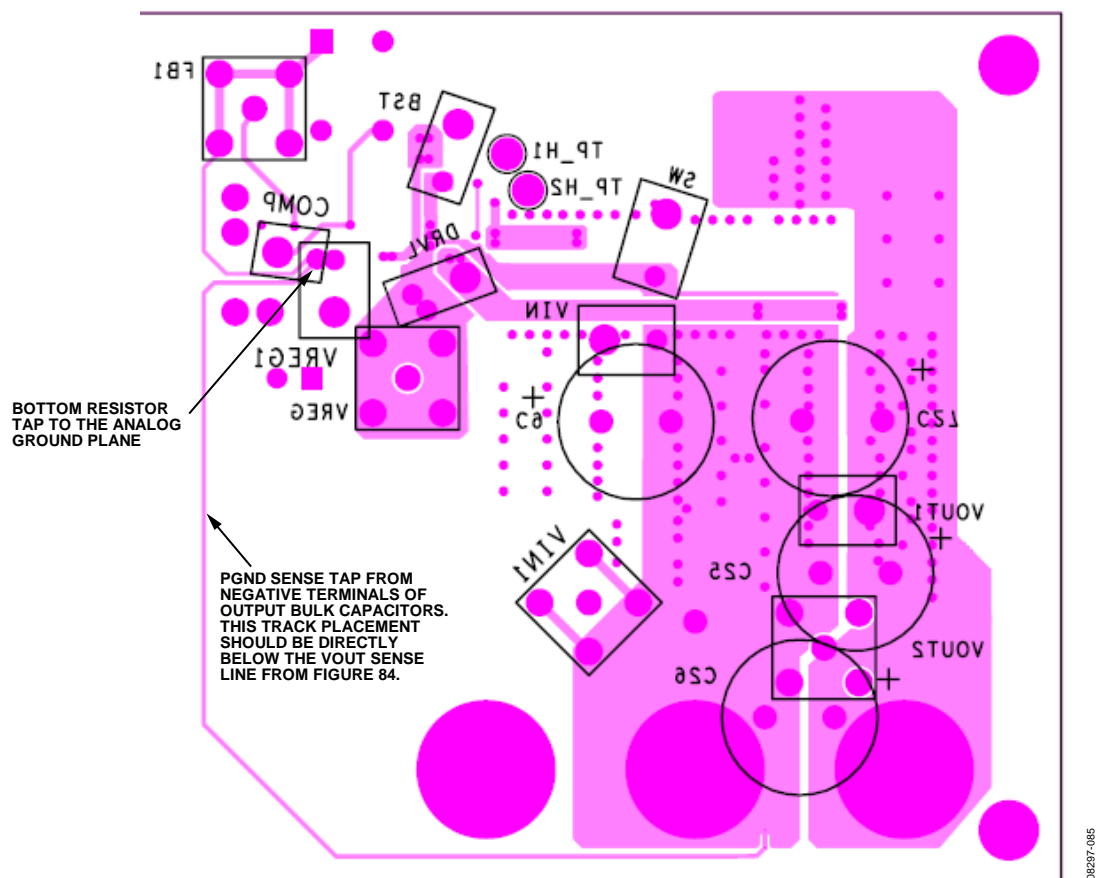 FB1
BST
TP_H1
TP_H2
SW
COMP
DRVL
VIN
VREG1
VREG
+
C6
+
C27
BOTTOM RESISTOR
TAP TO THE ANALOG
GROUND PLANE
VOUT1
+
VIN1
C25
PGND SENSE TAP FROM
NEGATIVE TERMINALS OF
OUTPUT BULK CAPACITORS.
THIS TRACK PLACEMENT
SHOULD BE DIRECTLY
BELOW THE VOUT SENSE
LINE FROM FIGURE 84.
VOUT2
C26
+
08297-085